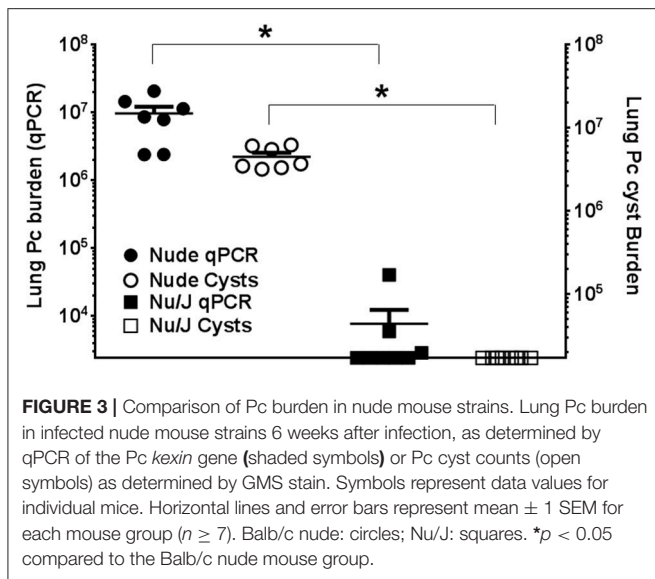 *
*
10⁸
10⁷
10⁶
10⁵
10⁴
Lung Pc burden (qPCR)
Nude qPCR
Nude Cysts
Nu/J qPCR
Nu/J Cysts
10⁸
10⁷
10⁶
10⁵
Lung Pc cyst Burden
FIGURE 3 | Comparison of Pc burden in nude mouse strains. Lung Pc burden
in infected nude mouse strains 6 weeks after infection, as determined by
qPCR of the Pc kexin gene (shaded symbols) or Pc cyst counts (open
symbols) as determined by GMS stain. Symbols represent data values for
individual mice. Horizontal lines and error bars represent mean ± 1 SEM for
each mouse group (n ≥ 7). Balb/c nude: circles; Nu/J: squares. *p < 0.05
compared to the Balb/c nude mouse group.